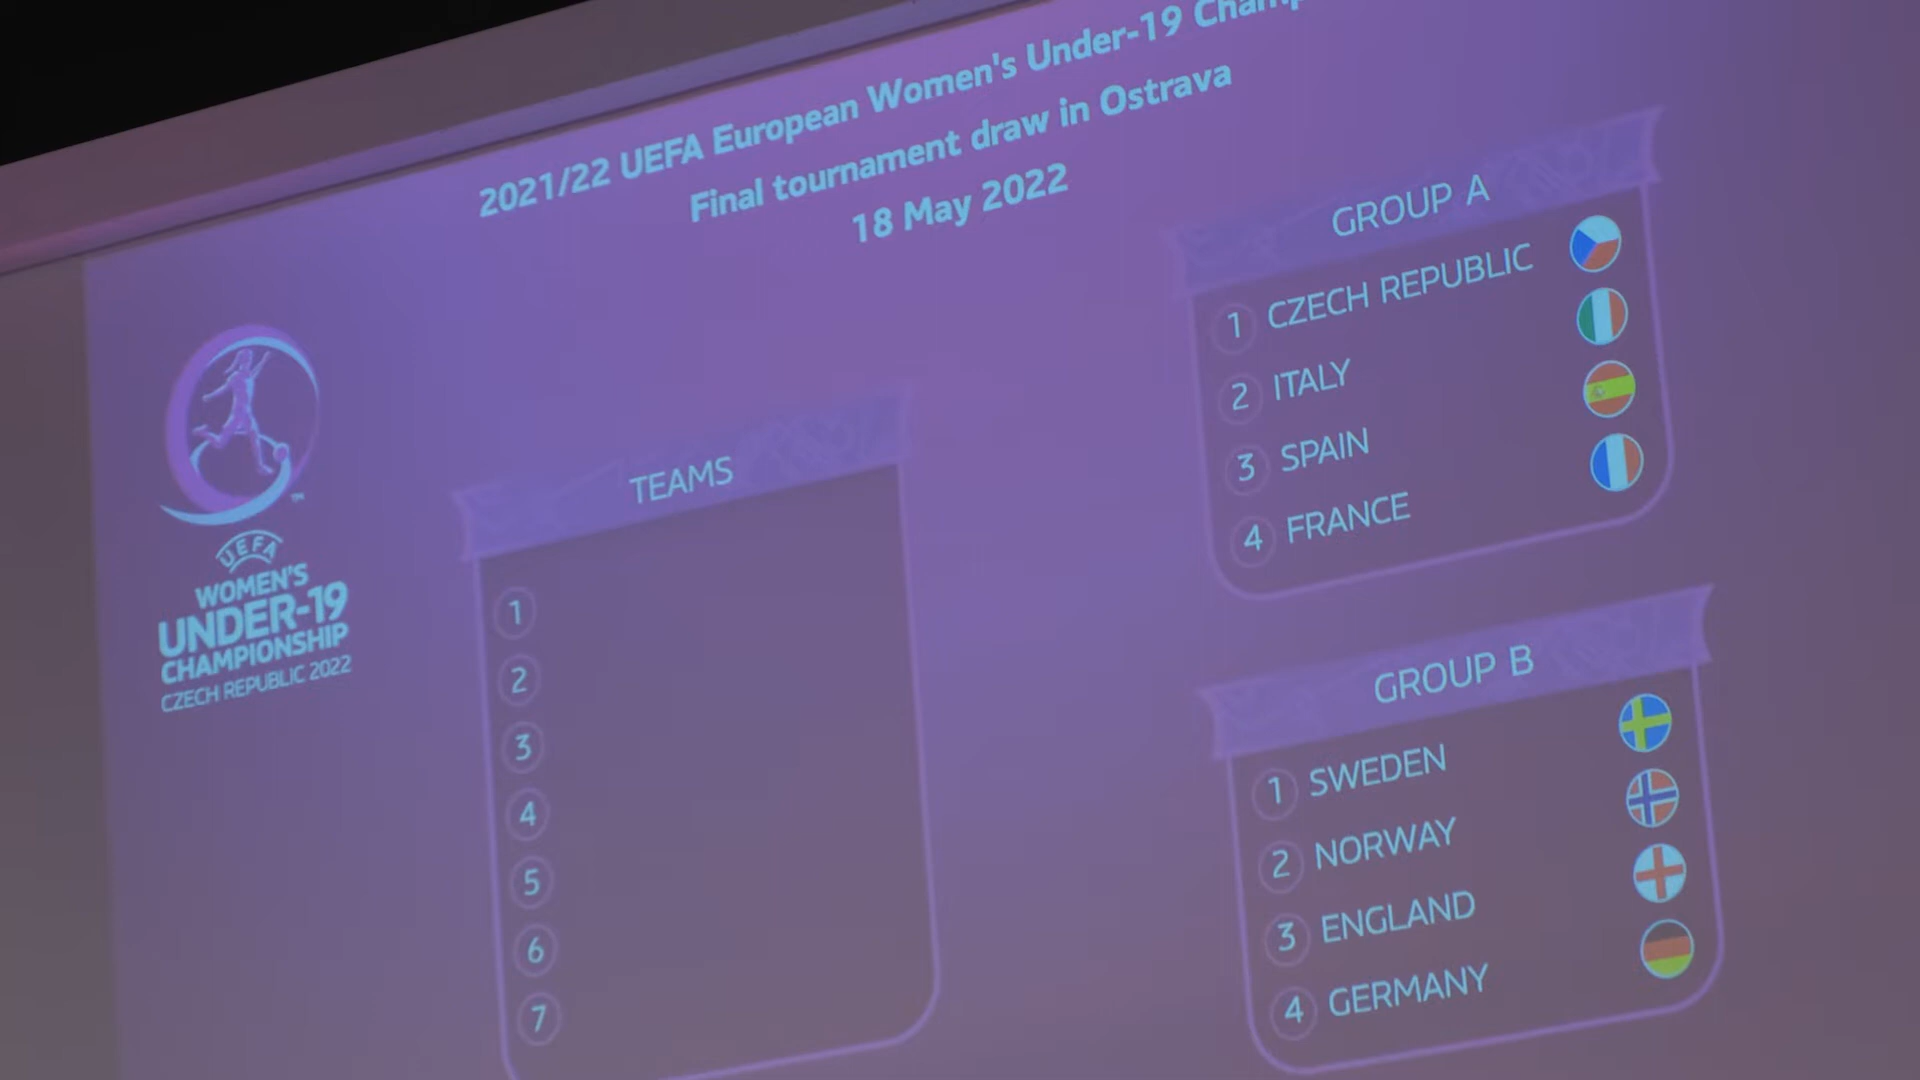 2021/22 UEFA European Women's Under-19
Final tournament draw in Ostrava
18 May 2022
UEFA
WOMEN'S
UNDER-19
CHAMPIONSHIP
CZECH REPUBLIC 2022
TM
TEAMS
1
2
3
4
5
6
7
GROUP A
1 CZECH REPUBLIC
2 ITALY
3 SPAIN
4 FRANCE
GROUP B
1 SWEDEN
2 NORWAY
3 ENGLAND
4 GERMANY